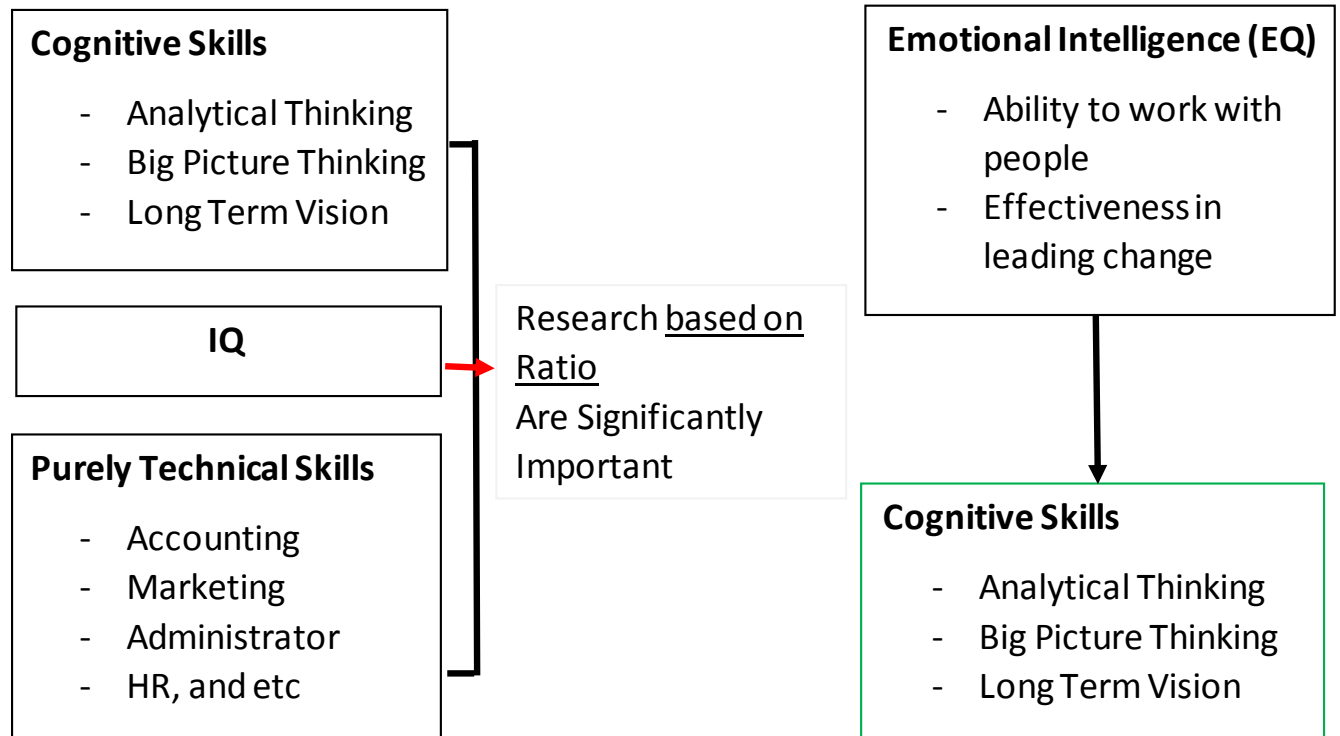 Cognitive Skills
- Analytical Thinking
- Big Picture Thinking
- Long Term Vision
IQ
Purely Technical Skills
- Accounting
- Marketing
- Administrator
- HR, and etc
Research based on
Ratio
Are Significantly
Important
Emotional Intelligence (EQ)
- Ability to work with
people
- Effectiveness in
leading change
Cognitive Skills
- Analytical Thinking
- Big Picture Thinking
- Long Term Vision